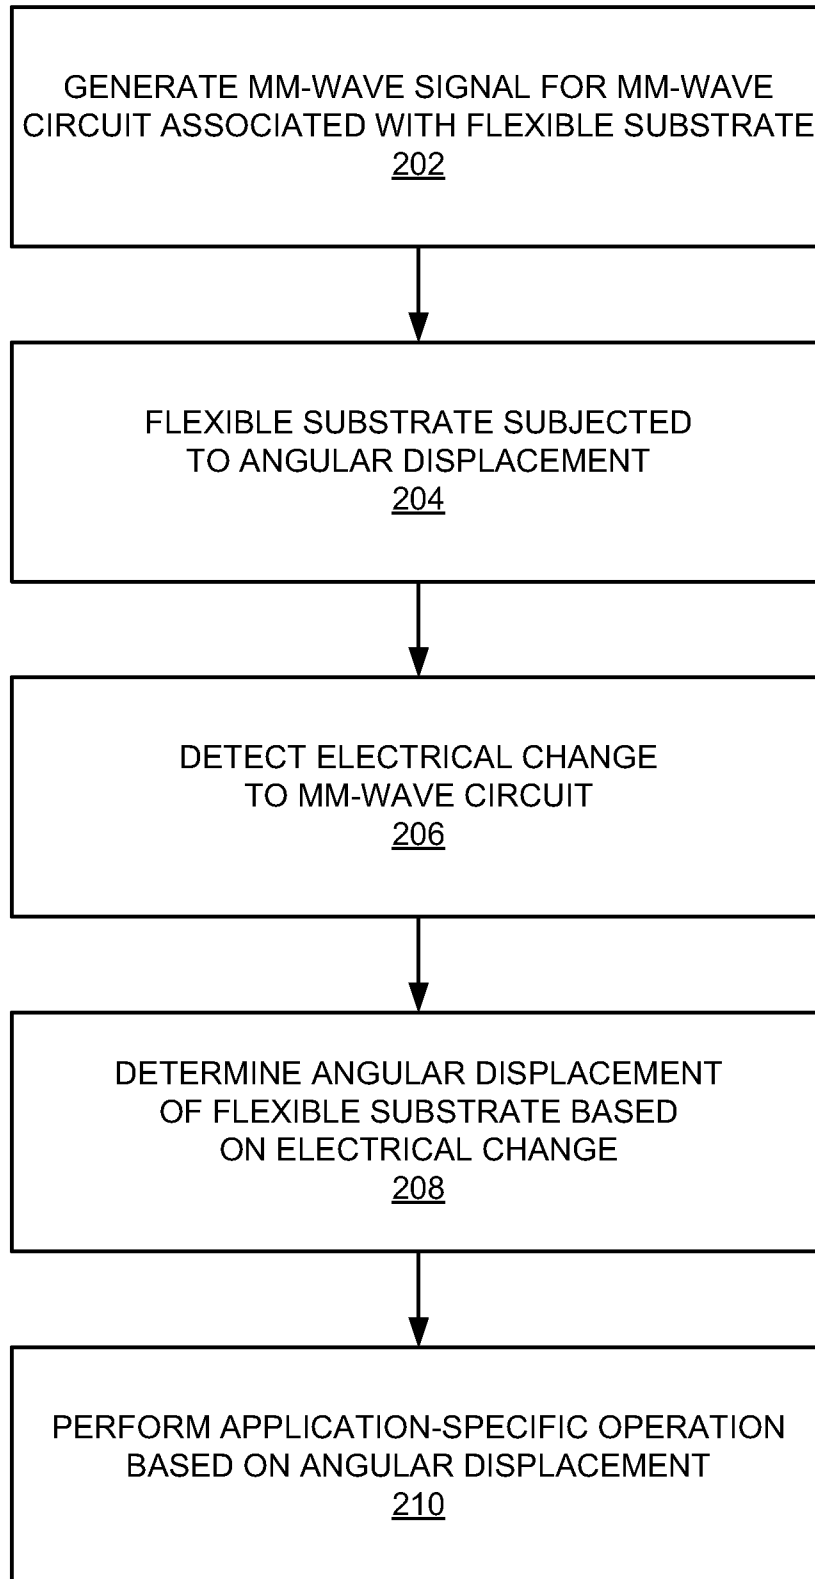 GENERATE MM-WAVE SIGNAL FOR MM-WAVE
CIRCUIT ASSOCIATED WITH FLEXIBLE SUBSTRATE
202
FLEXIBLE SUBSTRATE SUBJECTED
TO ANGULAR DISPLACEMENT
204
DETECT ELECTRICAL CHANGE
TO MM-WAVE CIRCUIT
206
DETERMINE ANGULAR DISPLACEMENT
OF FLEXIBLE SUBSTRATE BASED
ON ELECTRICAL CHANGE
208
PERFORM APPLICATION-SPECIFIC OPERATION
BASED ON ANGULAR DISPLACEMENT
210